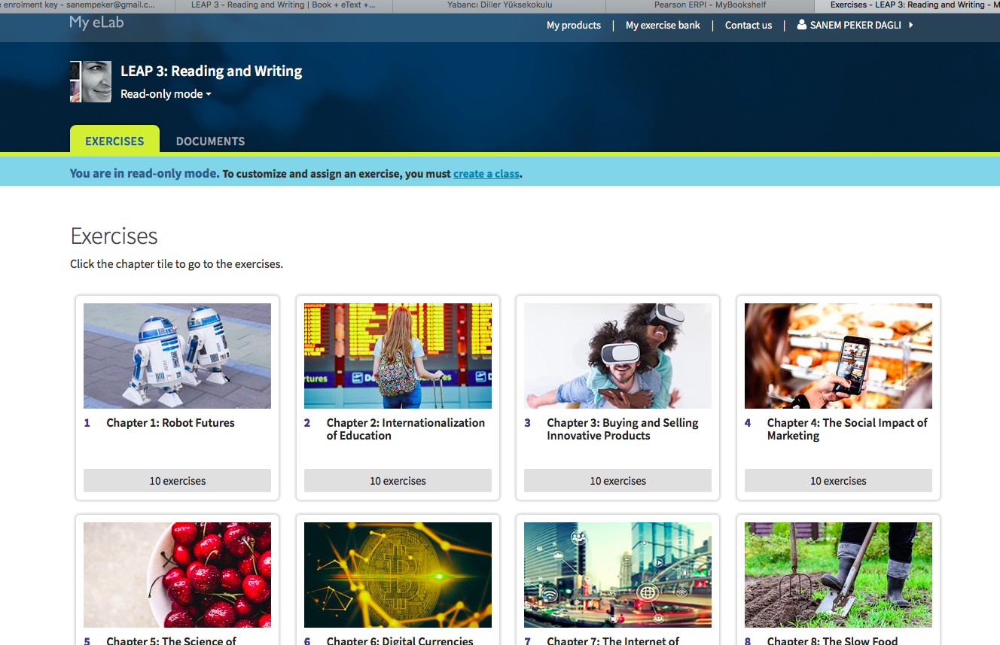 e enrolment key - sanempeker@gmail.c...
LEAP 3 - Reading and Writing | Book + eText +...
Yabancı Diller Yüksekokulu
Pearson ERPI - MyBookshelf
Exercises - LEAP 3: Reading and Writing - M
My eLab
My products | My exercise bank | Contact us | SANEM PEKER DAGLI
LEAP 3: Reading and Writing
Read-only mode
EXERCISES
DOCUMENTS
You are in read-only mode. To customize and assign an exercise, you must create a class.
Exercises
Click the chapter tile to go to the exercises.
rtures
1 Chapter 1: Robot Futures
10 exercises
2 Chapter 2: Internationalization
of Education
10 exercises
3 Chapter 3: Buying and Selling
Innovative Products
10 exercises
4 Chapter 4: The Social Impact of
Marketing
10 exercises
5 Chapter 5: The Science of
6 Chapter 6: Digital Currencies
7 Chapter 7: The Internet of
8 Chapter 8: The Slow Food